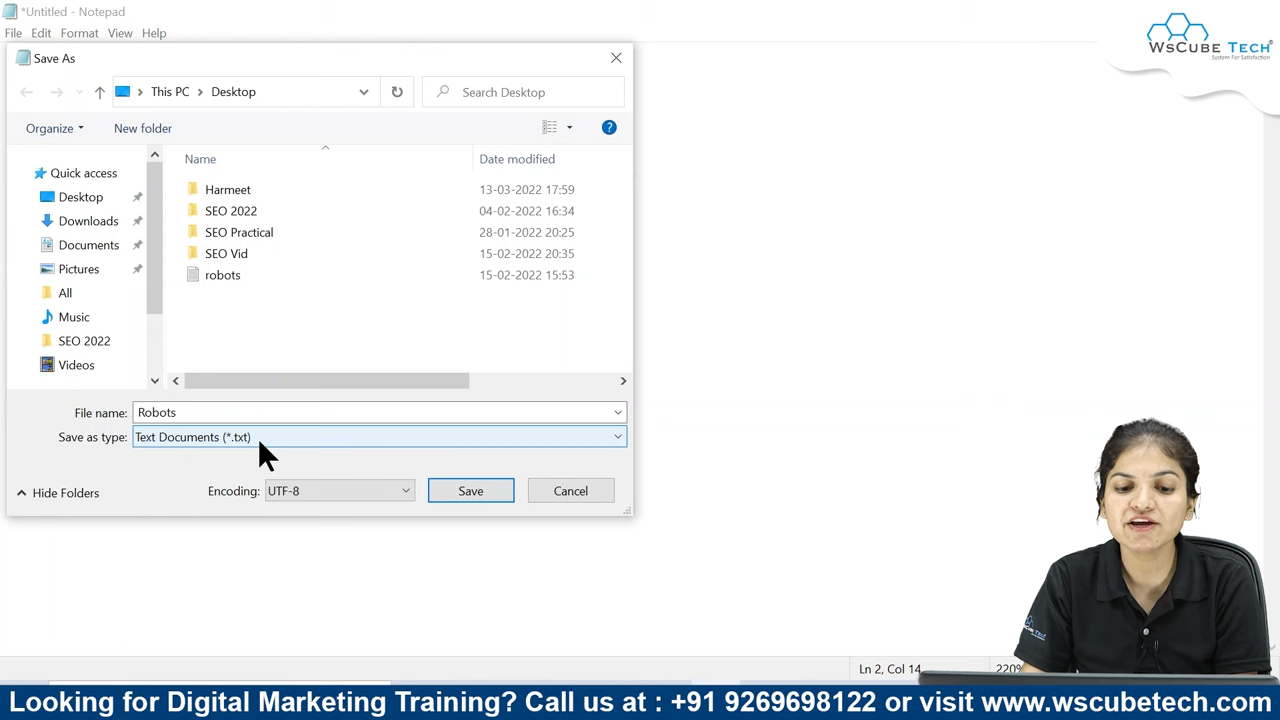 *Untitled - Notepad
File Edit Format View Help
WsCube Tech®
System For Satisfaction
Save As
This PC > Desktop
Search Desktop
Organize New folder
?
Name Date modified
Quick access
Desktop
Downloads
Documents
Pictures
All
Music
SEO 2022
Videos
Harmeet 13-03-2022 17:59
SEO 2022 04-02-2022 16:34
SEO Practical 28-01-2022 20:25
SEO Vid 15-02-2022 20:35
robots 15-02-2022 15:53
File name: Robots
Save as type: Text Documents (*.txt)
Hide Folders Encoding: UTF-8 Save Cancel
Ln 2, Col 14 220%
Looking for Digital Marketing Training? Call us at : +91 9269698122 or visit www.wscubetech.com